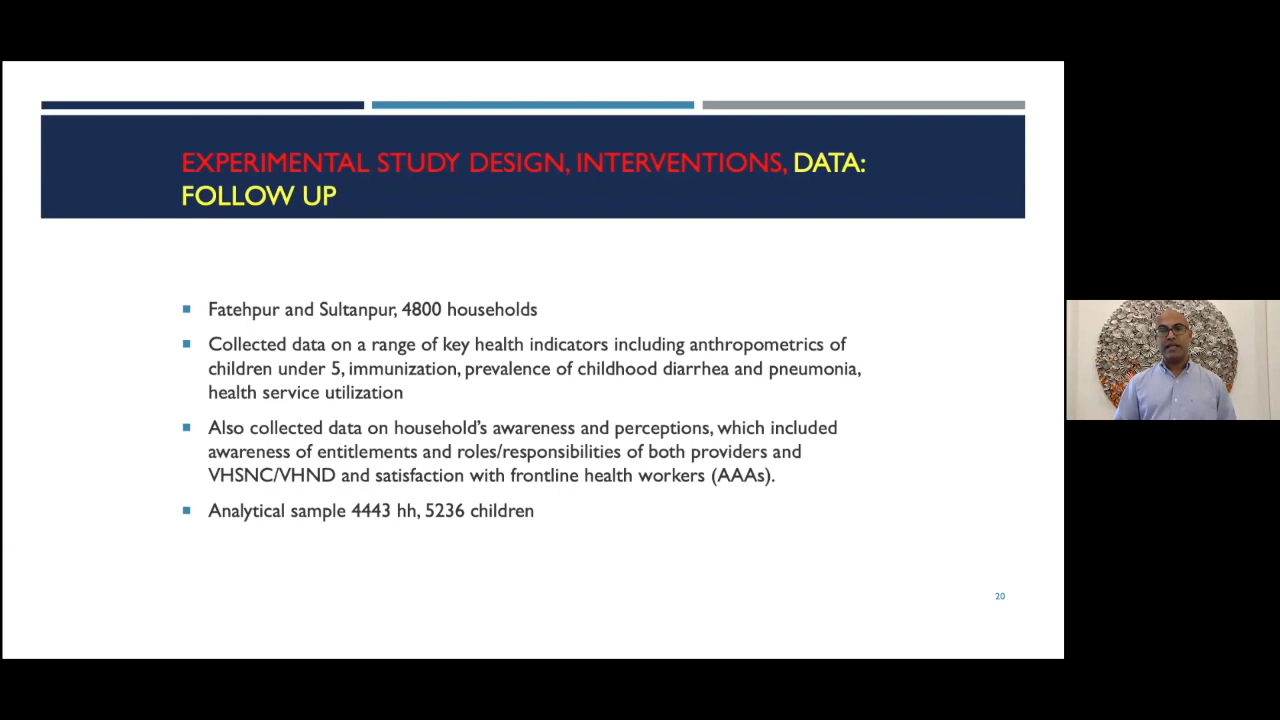 EXPERIMENTAL STUDY DESIGN, INTERVENTIONS, DATA:
FOLLOW UP
Fatehpur and Sultanpur, 4800 households
Collected data on a range of key health indicators including anthropometrics of
children under 5, immunization, prevalence of childhood diarrhea and pneumonia,
health service utilization
Also collected data on household's awareness and perceptions, which included
awareness of entitlements and roles/responsibilities of both providers and
VHSNC/VHND and satisfaction with frontline health workers (AAAs).
Analytical sample 4443 hh, 5236 children
20